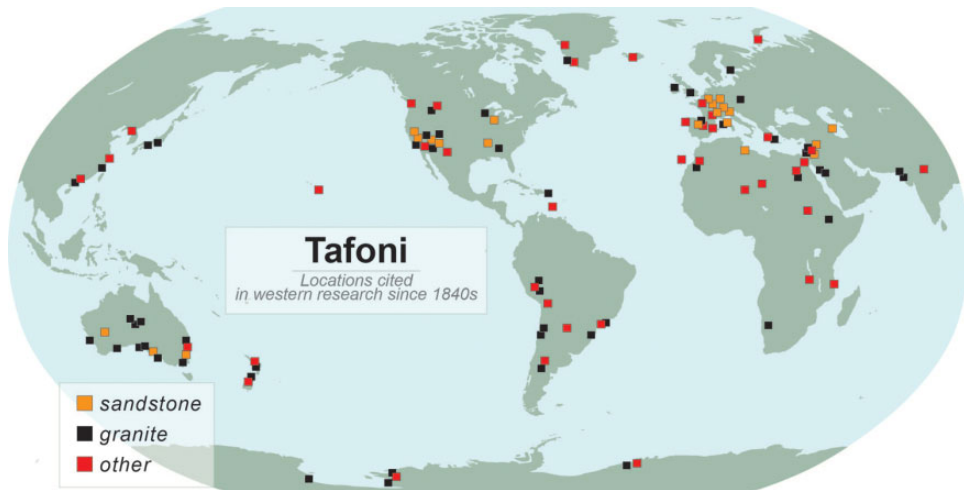 Tafoni
Locations cited
in western research since 1840s
sandstone
granite
other